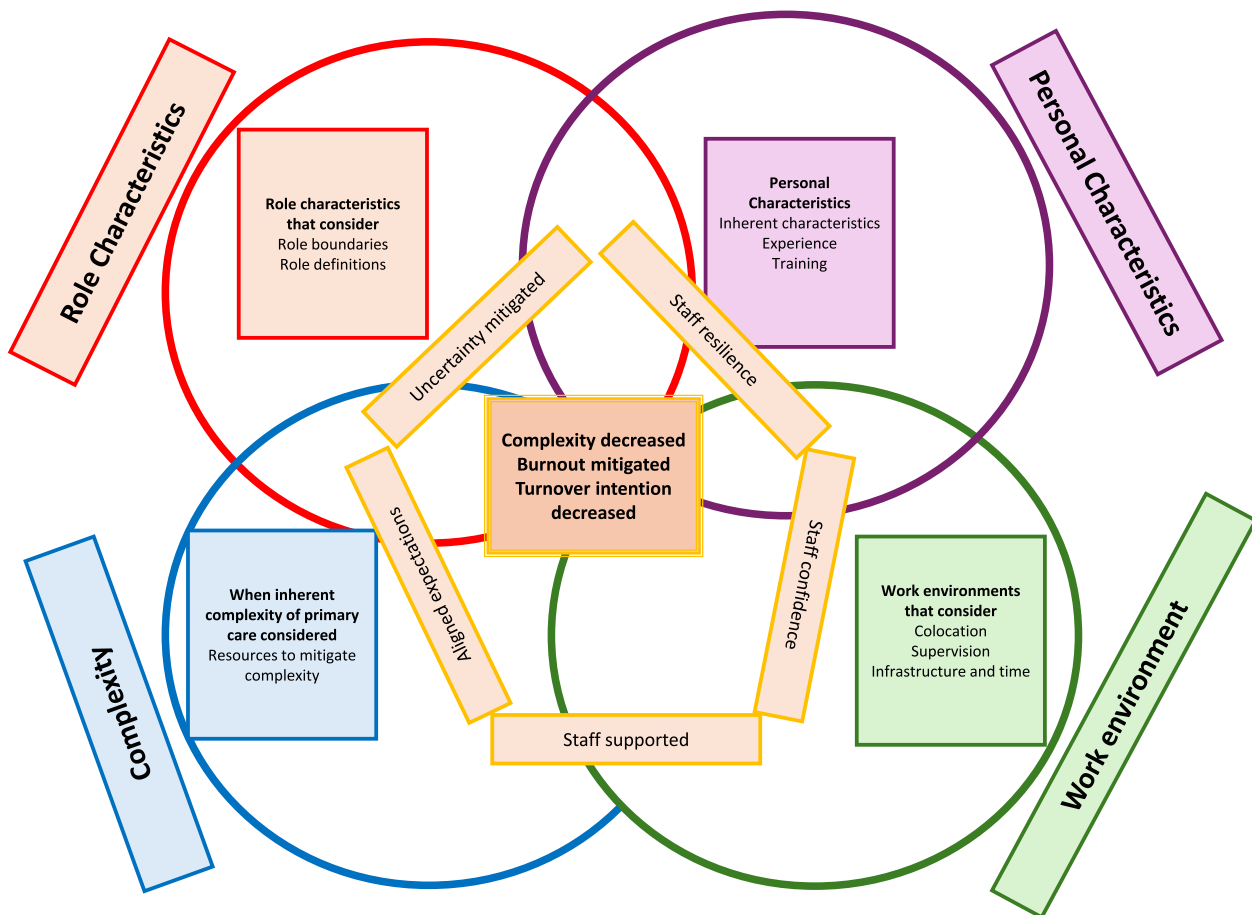 Role Characteristics
Personal Characteristics
Role characteristics
that consider
Role boundaries
Role definitions
Personal
Characteristics
Inherent characteristics
Experience
Training
Uncertainty mitigated
Staff resilience
Complexity decreased
Burnout mitigated
Turnover intention
decreased
Aligned expectations
Staff confidence
When inherent
complexity of primary
care considered
Resources to mitigate
complexity
Work environments
that consider
Colocation
Supervision
Infrastructure and time
Complexity
Work environment
Staff supported